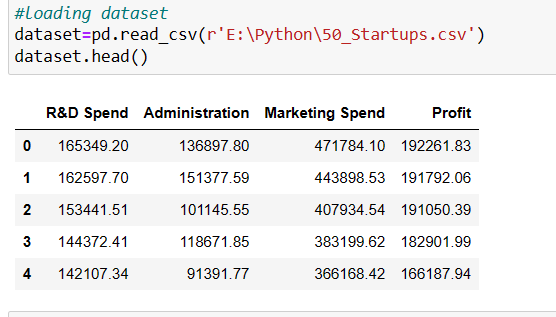 #loading dataset
dataset=pd.read_csv(r'E:\Python\50_Startups.csv')
dataset.head()
R&D Spend Administration Marketing Spend Profit
0 165349.20 136897.80 471784.10 192261.83
1 162597.70 151377.59 443898.53 191792.06
2 153441.51 101145.55 407934.54 191050.39
3 144372.41 118671.85 383199.62 182901.99
4 142107.34 91391.77 366168.42 166187.94